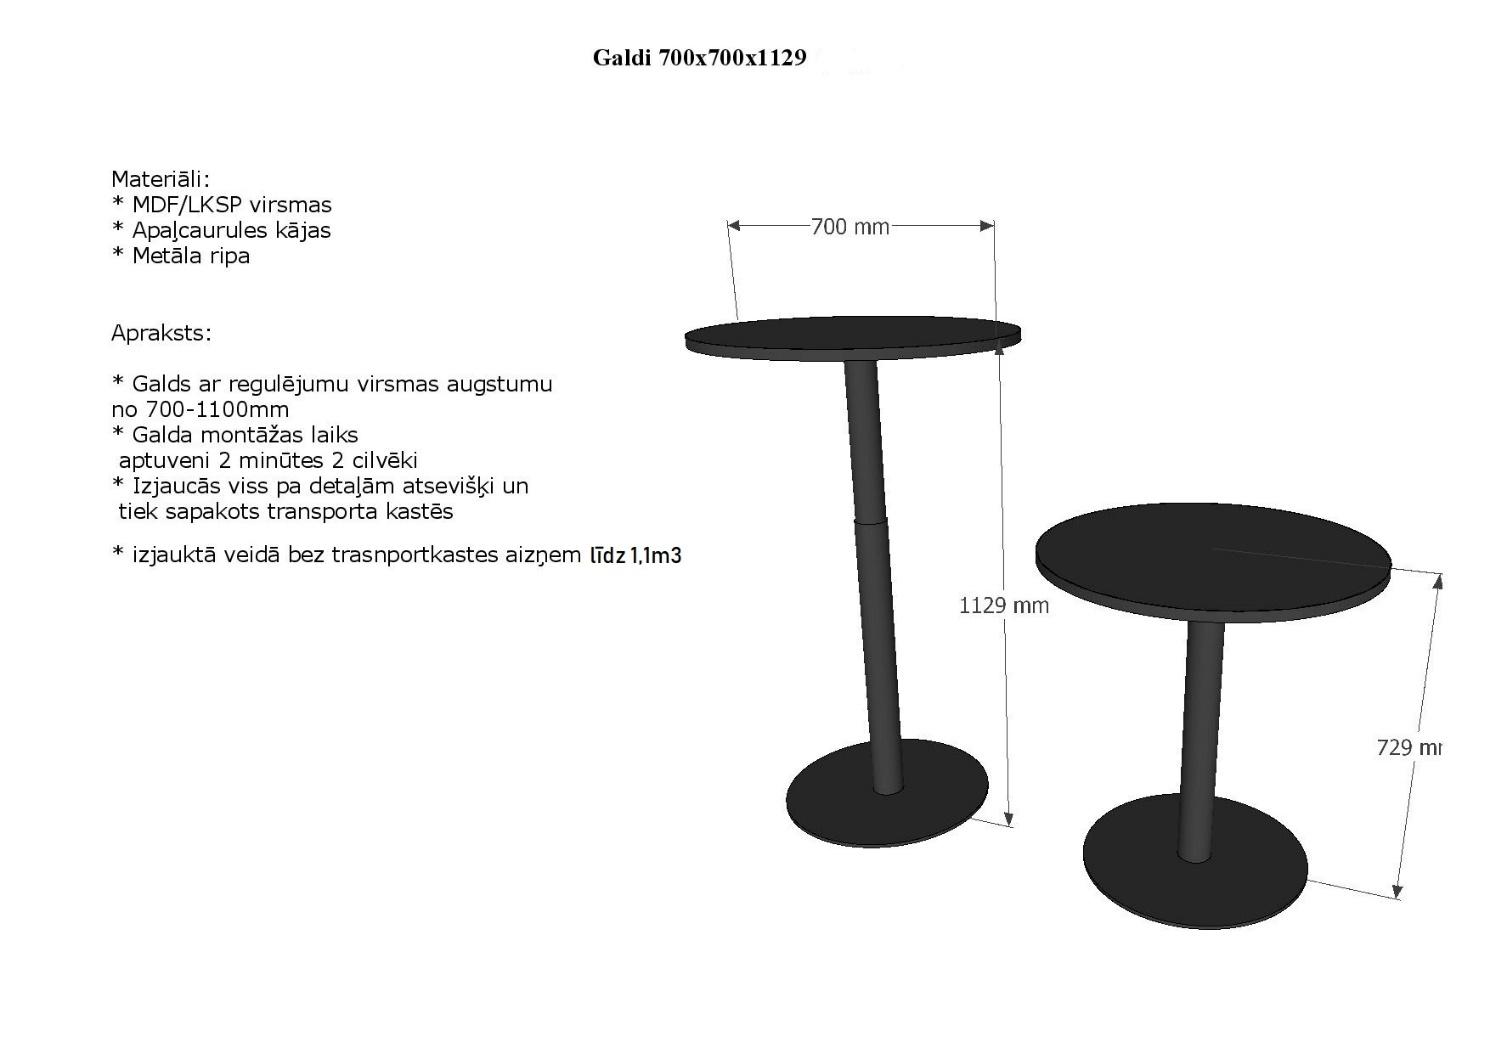 Galdi 700x700x1129
Materiāli:
* MDF/LKSP virsmas
* Apaļcaurules kājas
* Metāla ripa
Apraksts:
* Galds ar regulējumu virsmas augstumu
no 700-1100mm
* Galda montāžas laiks
aptuveni 2 minūtes 2 cilvēki
* Izjaucās viss pa detaļām atsevišķi un
tiek sapakots transporta kastēs
* izjauktā veidā bez trasnportkastes aizņem līdz 1,1m3
700 mm
1129 mm
729